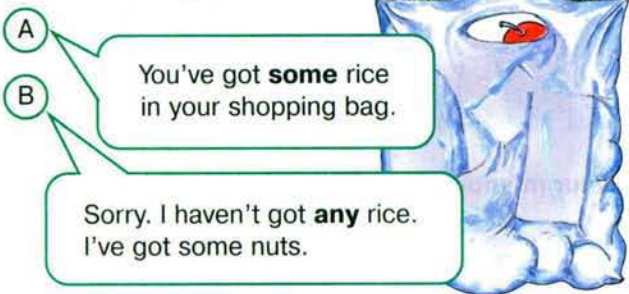 A
You've got some rice
in your shopping bag.
B
Sorry. I haven't got any rice.
I've got some nuts.